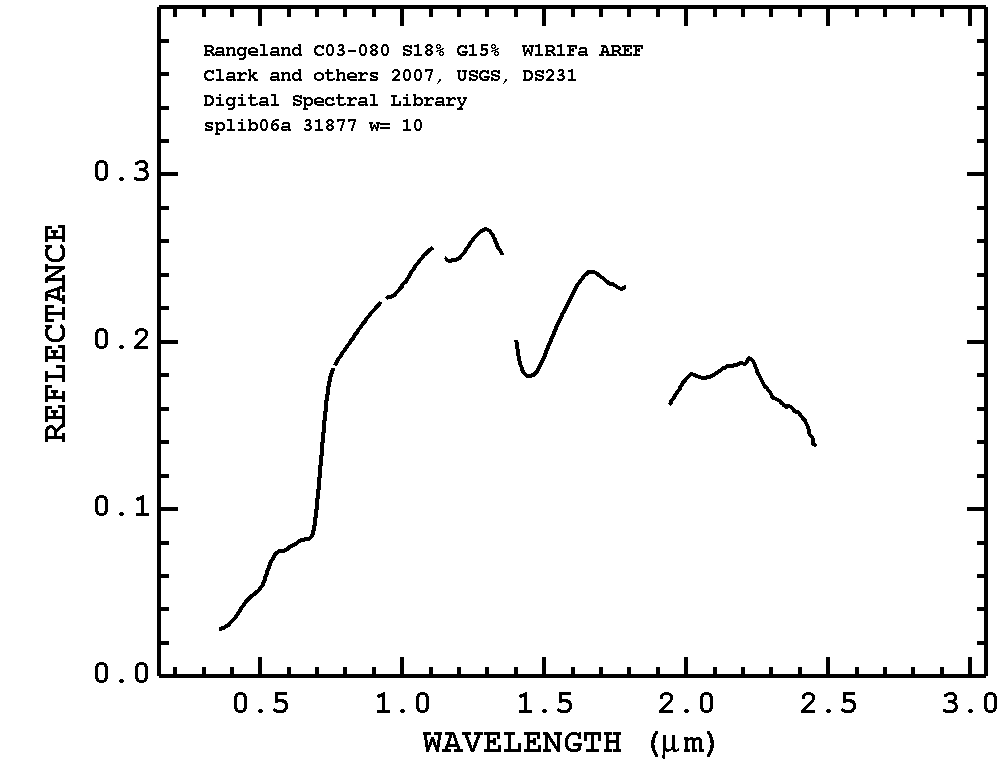 Rangeland C03-080 S18% G15%  W1R1Fa AREF
Clark and others 2007, USGS, DS231
Digital Spectral Library
splib06a 31877 w= 10
REFLECTANCE
0.3
0.2
0.1
0.0
0.5 1.0 1.5 2.0 2.5 3.0
WAVELENGTH (μm)